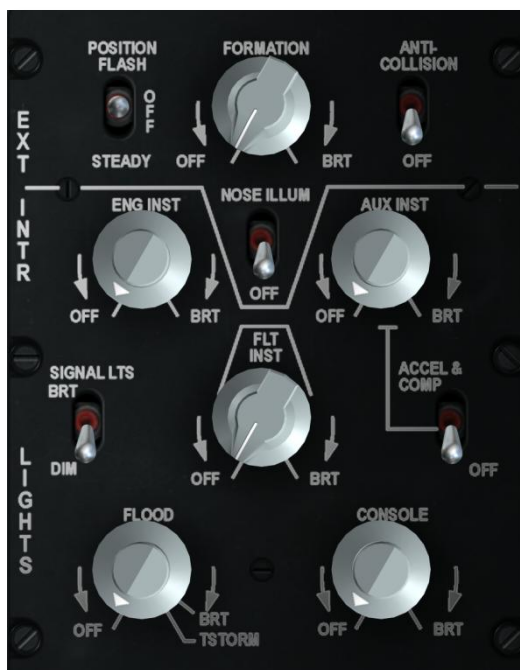 POSITION
FLASH
OFF
STEADY
FORMATION
OFF
BRT
ANTI-
COLLISION
OFF
EXT
INTR
ENG INST
OFF
BRT
NOSE ILLUM
OFF
AUX INST
OFF
BRT
SIGNAL LTS
BRT
DIM
FLT
INST
OFF
BRT
ACCEL &
COMP
OFF
LIGHTS
FLOOD
OFF
BRT
TSTORM
CONSOLE
OFF
BRT